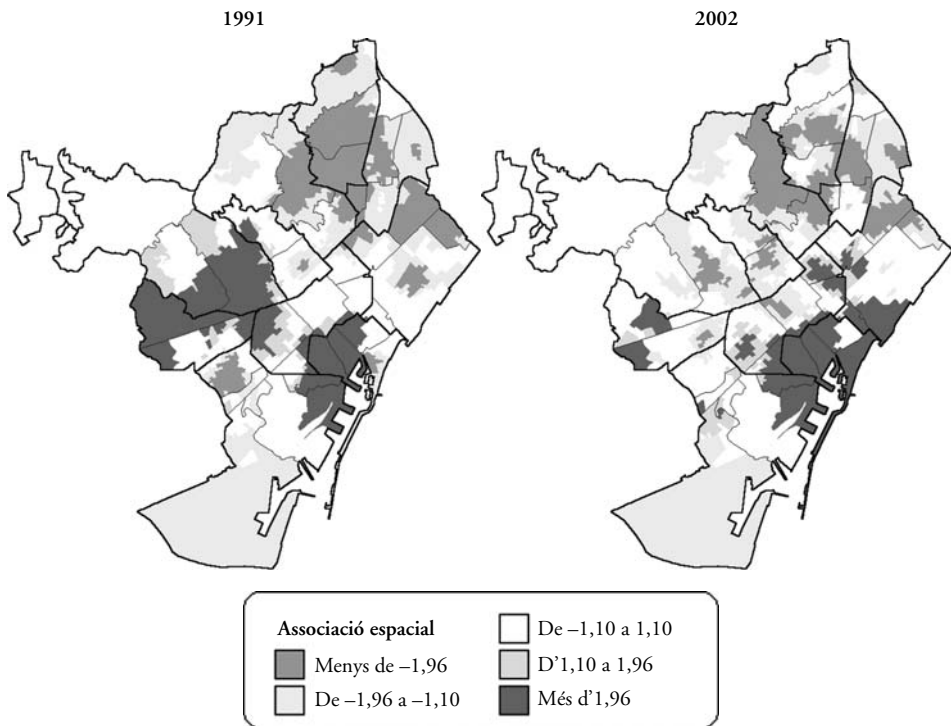 1991
2002
Associació espacial
Menys de –1,96
De –1,96 a –1,10
De –1,10 a 1,10
D’1,10 a 1,96
Més d’1,96